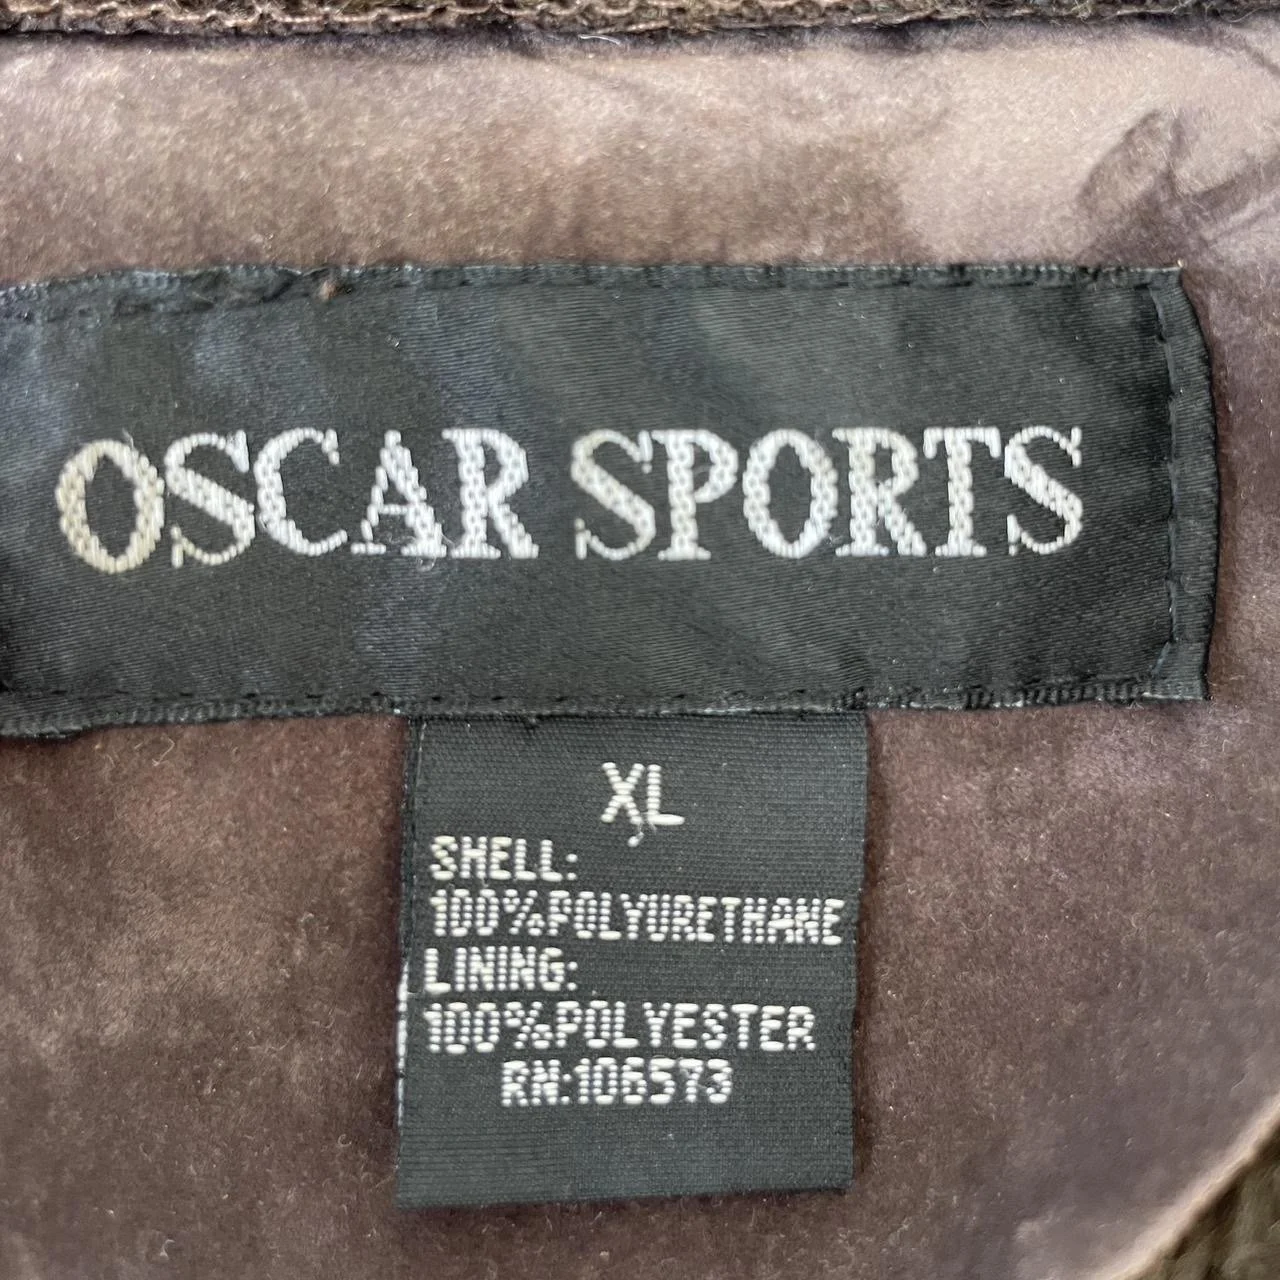 OSCAR SPORTS
XL
SHELL:
100%POLYURETHANE
LINING:
100%POLYESTER
RN:106573